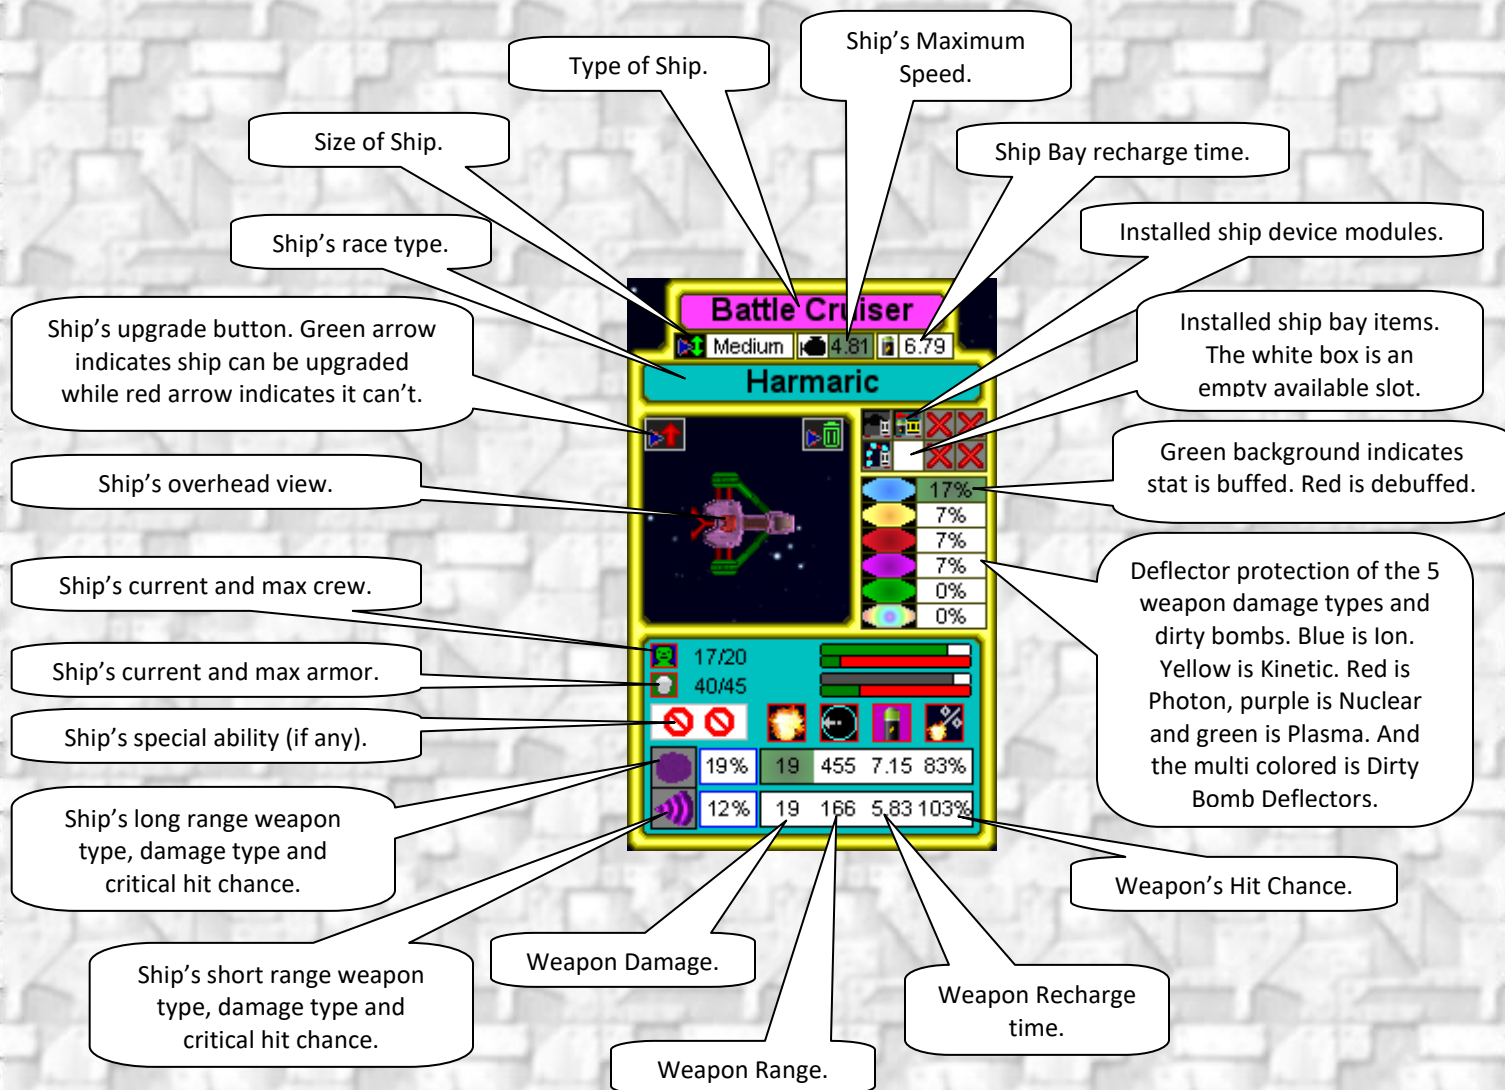 Ship's Maximum
Speed.
Type of Ship.
Size of Ship.
Ship Bay recharge time.
Ship's race type.
Installed ship device modules.
Ship's upgrade button. Green arrow
indicates ship can be upgraded
while red arrow indicates it can't.
Installed ship bay items.
The white box is an
empty available slot.
Battle Cruiser
Medium 4.81 6.79
Harmaric
Ship's overhead view.
Green background indicates
stat is buffed. Red is debuffed.
17%
7%
7%
7%
0%
0%
Ship's current and max crew.
Deflector protection of the 5
weapon damage types and
dirty bombs. Blue is Ion.
Yellow is Kinetic. Red is
Photon, purple is Nuclear
and green is Plasma. And
the multi colored is Dirty
Bomb Deflectors.
Ship's current and max armor.
17/20
40/45
Ship's special ability (if any).
%
19% 19 455 7.15 83%
12% 19 166 5.83 103%
Ship's long range weapon
type, damage type and
critical hit chance.
Weapon's Hit Chance.
Ship's short range weapon
type, damage type and
critical hit chance.
Weapon Damage.
Weapon Recharge
time.
Weapon Range.